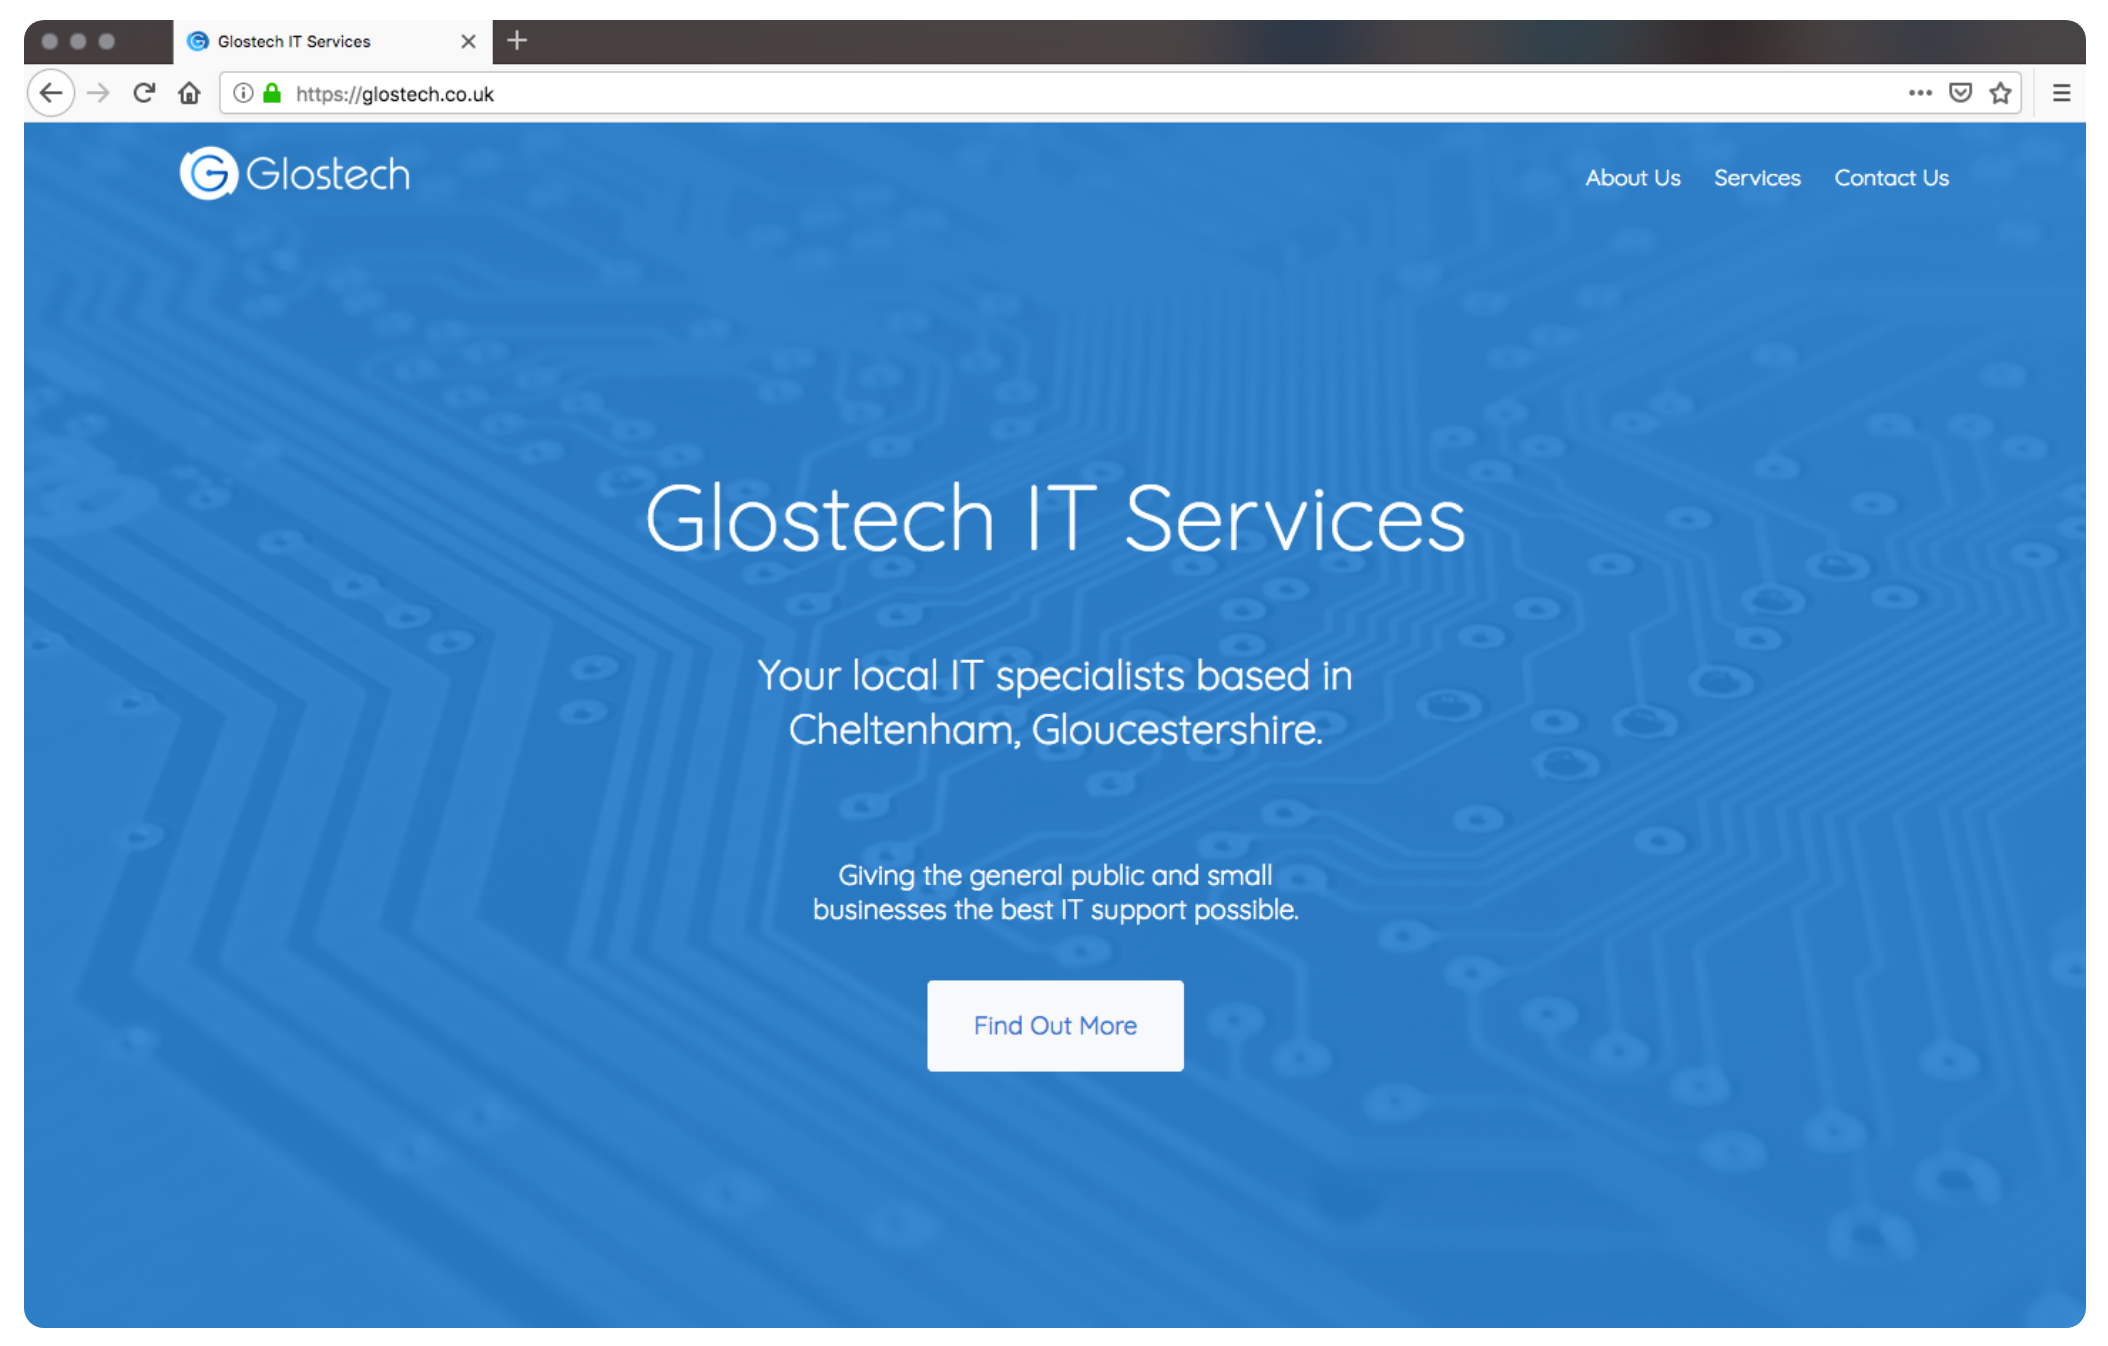 Glostech IT Services
https://glostech.co.uk
Glostech
About Us Services Contact Us
Glostech IT Services
Your local IT specialists based in
Cheltenham, Gloucestershire.
Giving the general public and small
businesses the best IT support possible.
Find Out More